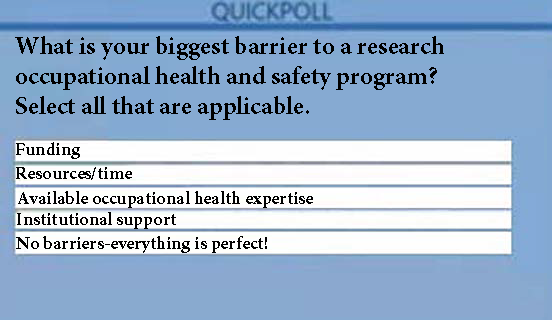 QUICKPOLL
What is your biggest barrier to a research
occupational health and safety program?
Select all that are applicable.
Funding
Resources/time
Available occupational health expertise
Institutional support
No barriers-everything is perfect!